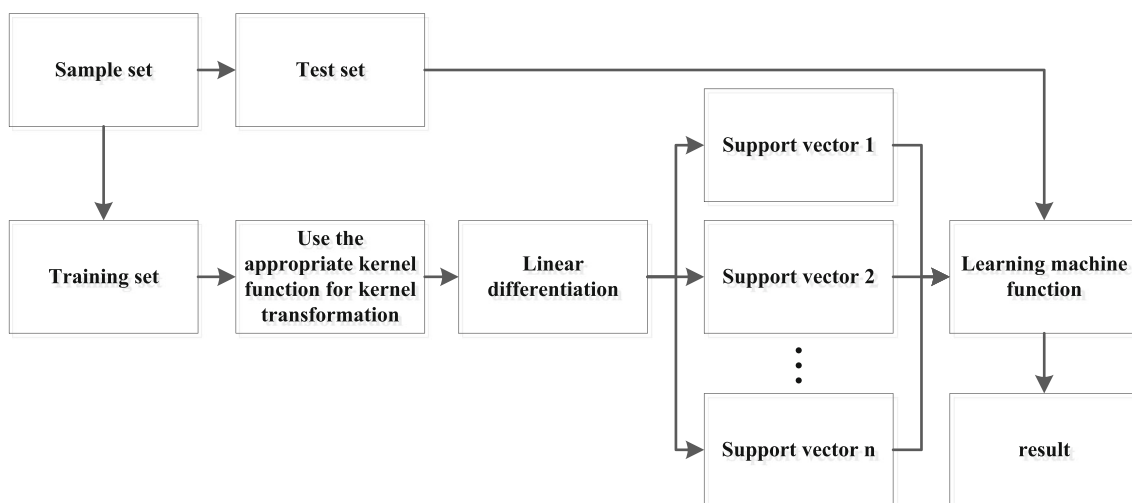 Sample set
Test set
Support vector 1
Training set
Use the
appropriate kernel
function for kernel
transformation
Linear
differentiation
Support vector 2
Learning machine
function
Support vector n
result